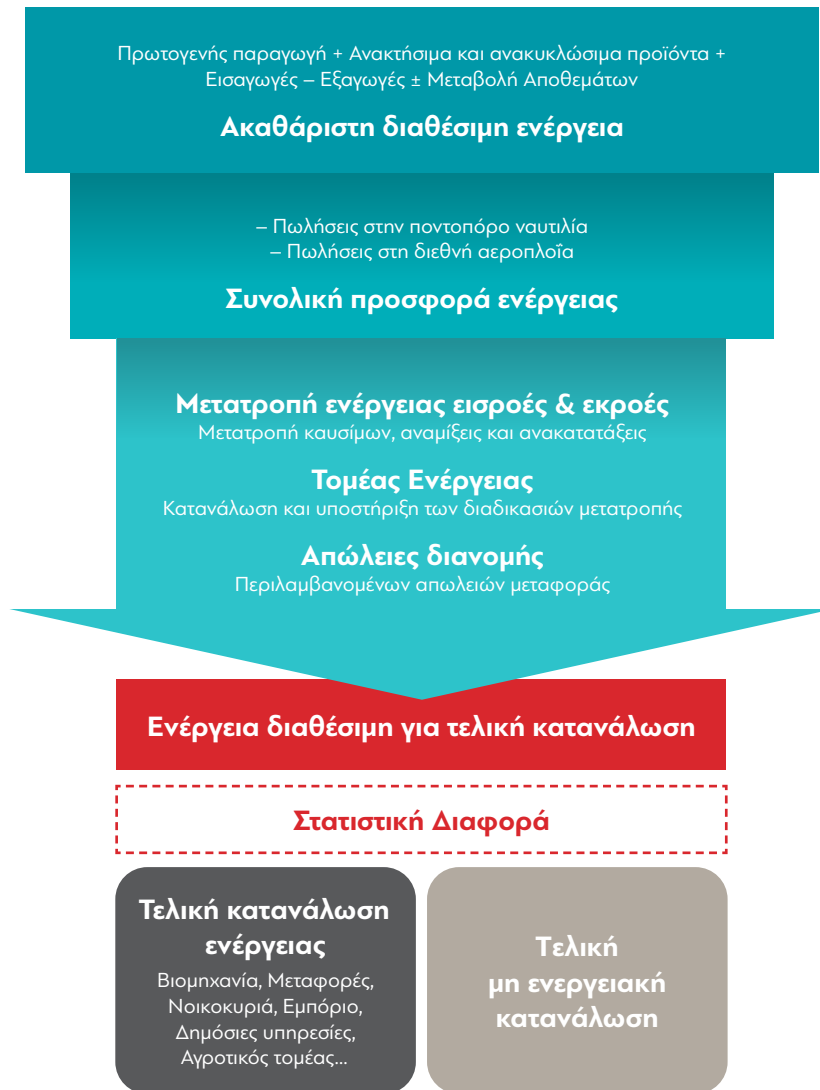 Πρωτογενής παραγωγή + Ανακτήσιμα και ανακυκλώσιμα προϊόντα +
Εισαγωγές – Εξαγωγές ± Μεταβολή Αποθεμάτων
Ακαθάριστη διαθέσιμη ενέργεια
– Πωλήσεις στην ποντοπόρο ναυτιλία
– Πωλήσεις στη διεθνή αεροπλοΐα
Συνολική προσφορά ενέργειας
Μετατροπή ενέργειας εισροές & εκροές
Μετατροπή καυσίμων, αναμίξεις και ανακατατάξεις
Τομέας Ενέργειας
Κατανάλωση και υποστήριξη των διαδικασιών μετατροπής
Απώλειες διανομής
Περιλαμβανομένων απωλειών μεταφοράς
Ενέργεια διαθέσιμη για τελική κατανάλωση
Στατιστική Διαφορά
Τελική κατανάλωση
ενέργειας
Βιομηχανία, Μεταφορές,
Νοικοκυριά, Εμπόριο,
Δημόσιες υπηρεσίες,
Αγροτικός τομέας...
Τελική
μη ενεργειακή
κατανάλωση